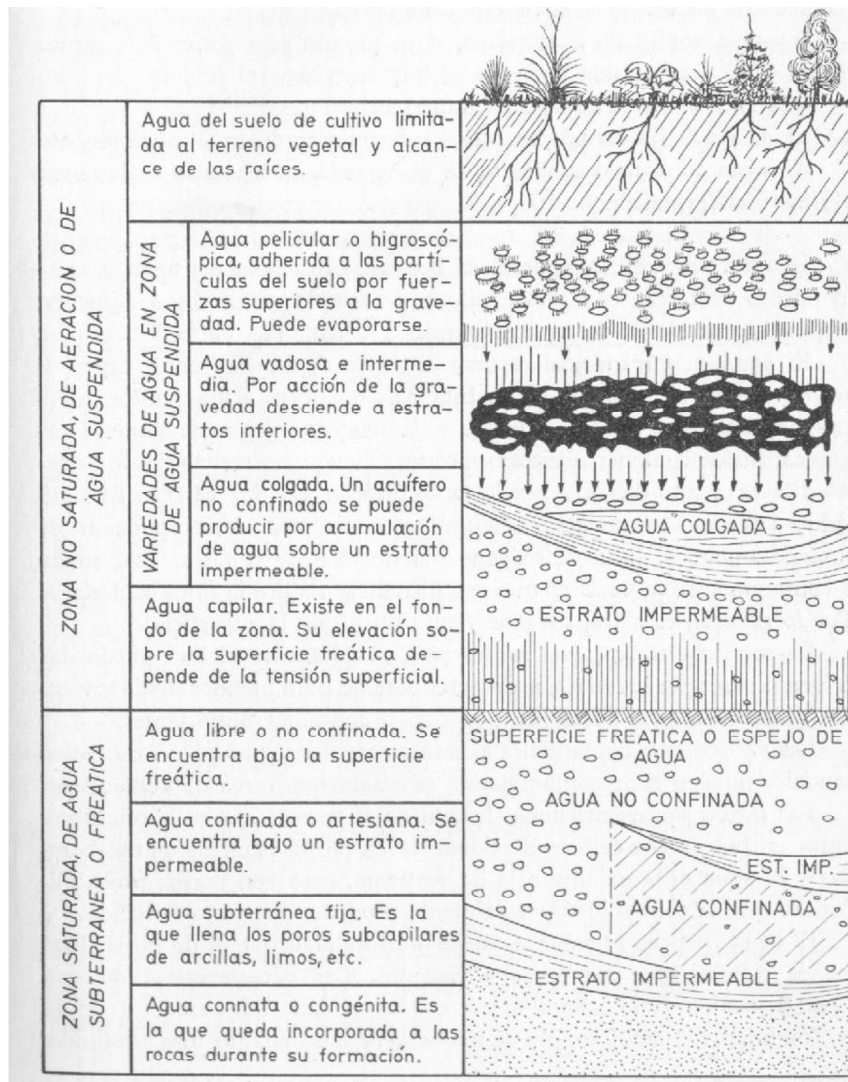 Agua del suelo de cultivo limita-
da al terreno vegetal y alcan-
ce de las raíces.
ZONA NO SATURADA, DE AERACION O DE
AGUA SUSPENDIDA
VARIEDADES DE AGUA EN ZONA
DE AGUA SUSPENDIDA
Agua pelicular o higroscó-
pica, adherida a las partí-
culas del suelo por fuer-
zas superiores a la grave-
dad. Puede evaporarse.
Agua vadosa e interme-
dia. Por acción de la gra-
vedad desciende a estra-
tos inferiores.
Agua colgada. Un acuífero
no confinado se puede
producir por acumulación
de agua sobre un estrato
impermeable.
AGUA COLGADA
Agua capilar. Existe en el fon-
do de la zona. Su elevación so-
bre la superficie freática de-
pende de la tensión superficial.
ESTRATO IMPERMEABLE
ZONA SATURADA, DE AGUA
SUBTERRANEA O FREATICA
Agua libre o no confinada. Se
encuentra bajo la superficie
freática.
SUPERFICIE FREATICA O ESPEJO DE
AGUA
AGUA NO CONFINADA
Agua confinada o artesiana. Se
encuentra bajo un estrato im-
permeable.
EST. IMP.
AGUA CONFINADA
Agua subterránea fija. Es la
que llena los poros subcapilares
de arcillas, limos, etc.
ESTRATO IMPERMEABLE
Agua connata o congénita. Es
la que queda incorporada a las
rocas durante su formación.